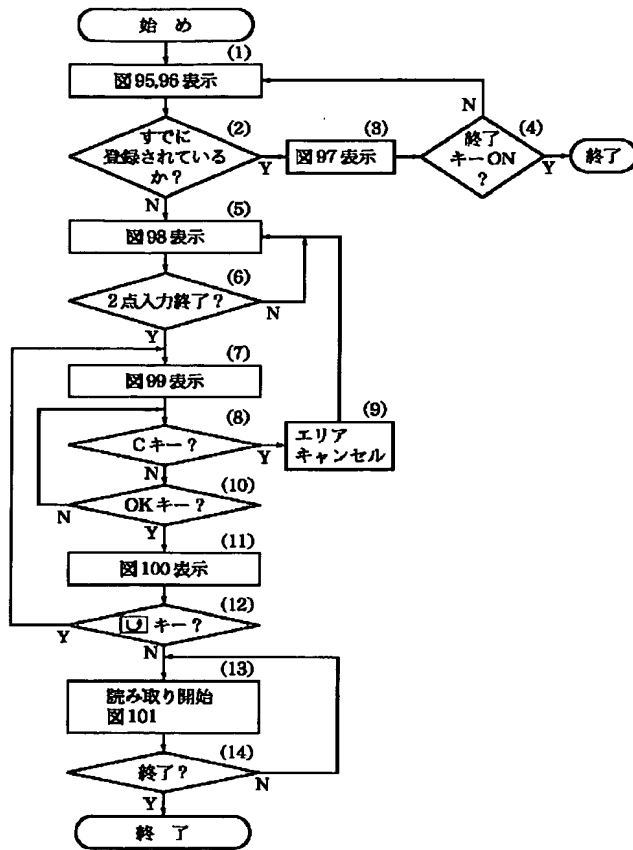 始め
(1)
図95,96表示
(2)
すでに
登録されている
か？
Y
N
(3)
図97表示
(4)
終了
キーON
？
N
Y
終了
(5)
図98表示
(6)
2点入力終了？
N
Y
(7)
図99表示
(8)
Cキー？
Y
N
(9)
エリア
キャンセル
(10)
OKキー？
N
Y
(11)
図100表示
(12)
キー？
Y
N
(13)
読み取り開始
図101
(14)
終了？
N
Y
終了